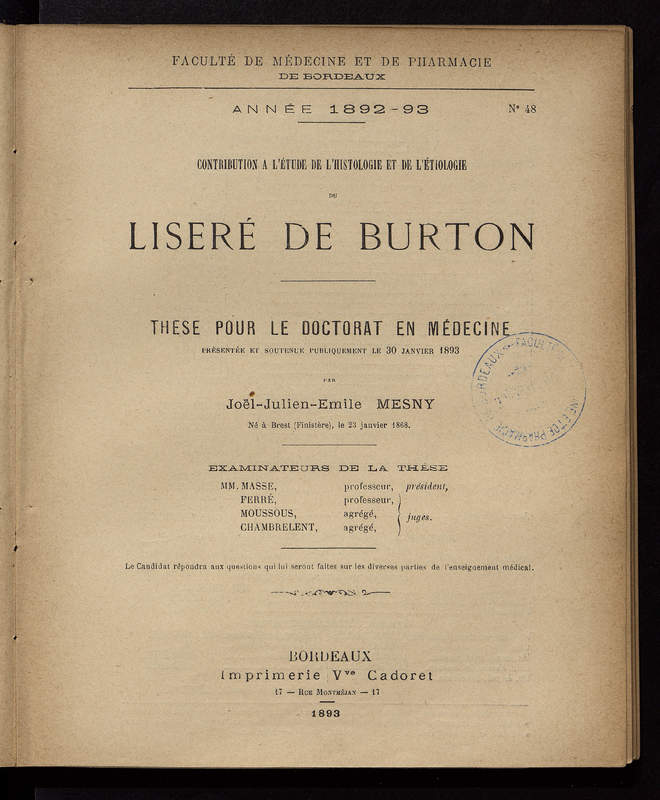 FACULTÉ DE MÉDECINE ET DE PHARMACIE
DE BORDEAUX
ANNÉE 1892-93
N° 48
CONTRIBUTION A L'ÉTUDE DE L'HISTOLOGIE ET DE L'ÉTIOLOGIE
DU
LISERÉ DE BURTON
THESE POUR LE DOCTORAT EN MÉDECINE
PRÉSENTÉE ET SOUTENUE PUBLIQUEMENT LE 30 JANVIER 1893
PAR
Joël-Julien-Emile MESNY
Né à Brest (Finistère), le 23 janvier 1868.
EXAMINATEURS DE LA THÈSE
MM. MASSE, professeur, président,
FERRÉ, professeur,
MOUSSOUS, agrégé,
CHAMBRELENT, agrégé,
juges.
Le Candidat répondra aux questions qui lui seront faites sur les diverses parties de l'enseignement médical.
BORDEAUX
Imprimerie Vve Cadoret
17 — RUE MONTMÉJAN — 17
1893